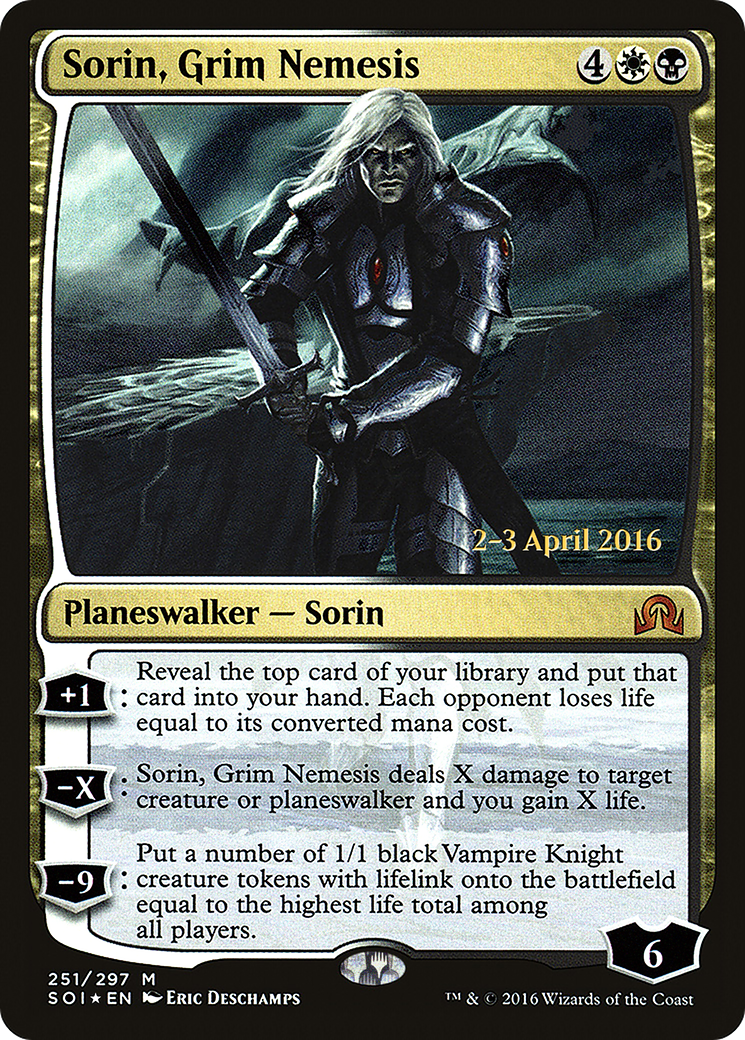 Sorin, Grim Nemesis 4
2–3 April 2016
Planeswalker — Sorin
+1 : Reveal the top card of your library and put that
card into your hand. Each opponent loses life
equal to its converted mana cost.
−X : Sorin, Grim Nemesis deals X damage to target
creature or planeswalker and you gain X life.
−9 : Put a number of 1/1 black Vampire Knight
creature tokens with lifelink onto the battlefield
equal to the highest life total among
all players.
6
251/297 M
SOI★EN Eric Deschamps
™ & © 2016 Wizards of the Coast